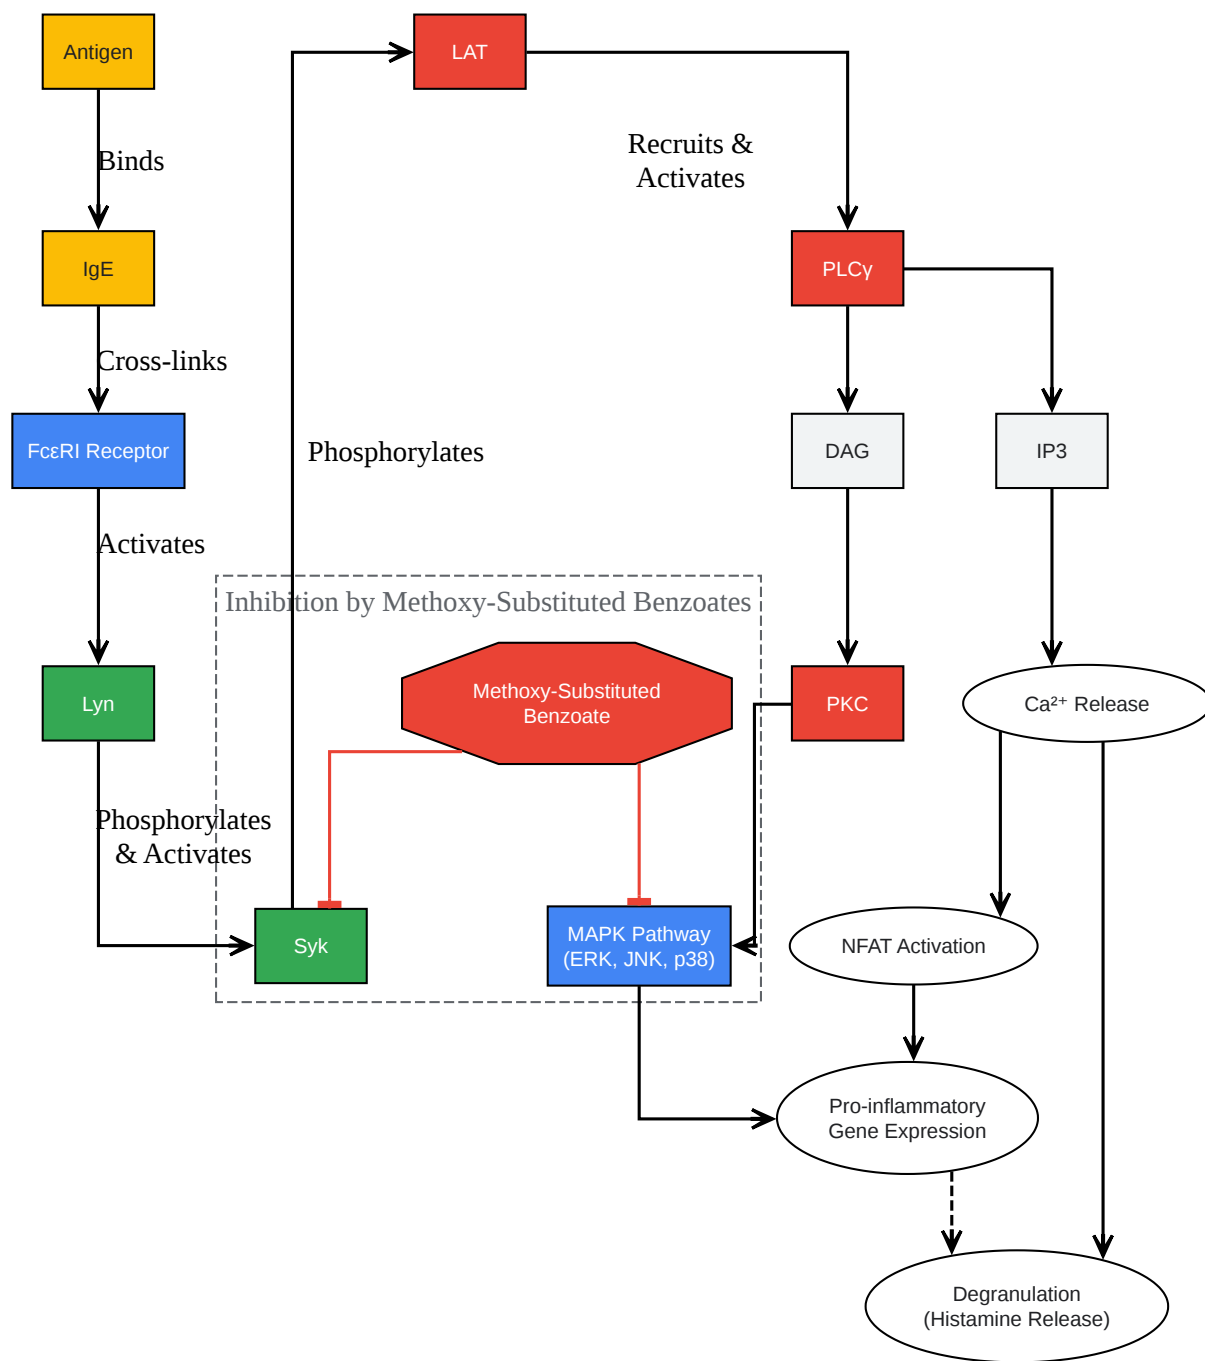 Antigen
LAT
Binds
Recruits &
Activates
IgE
PLCγ
Cross-links
FcεRI Receptor
Phosphorylates
DAG
IP3
Activates
Inhibition by Methoxy-Substituted Benzoates
Lyn
Methoxy-Substituted
Benzoate
PKC
Ca²⁺ Release
Phosphorylates
& Activates
Syk
MAPK Pathway
(ERK, JNK, p38)
NFAT Activation
Pro-inflammatory
Gene Expression
Degranulation
(Histamine Release)